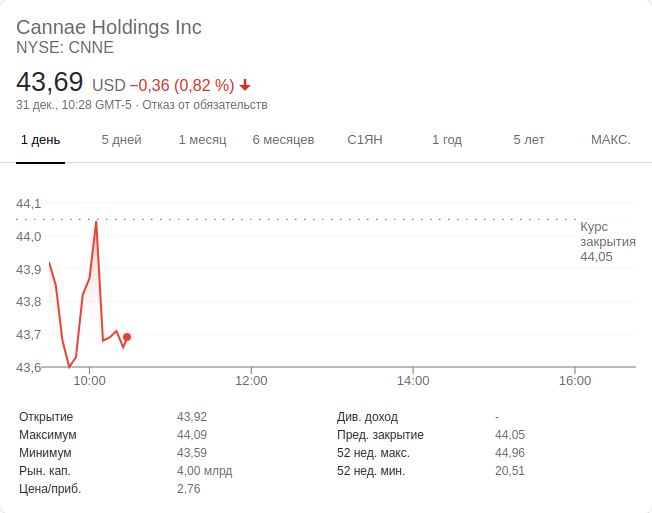 Cannae Holdings Inc
NYSE: CNNE
43,69 USD −0,36 (0,82 %)
31 дек., 10:28 GMT-5 · Отказ от обязательств
1 день 5 дней 1 месяц 6 месяцев С1ЯН 1 год 5 лет МАКС.
44,1
Курс
44,0 закрытия
44,05
43,9
43,8
43,7
43,6
10:00 12:00 14:00 16:00
Открытие 43,92 Див. доход -
Максимум 44,09 Пред. закрытие 44,05
Минимум 43,59 52 нед. макс. 44,96
Рын. кап. 4,00 млрд 52 нед. мин. 20,51
Цена/приб. 2,76